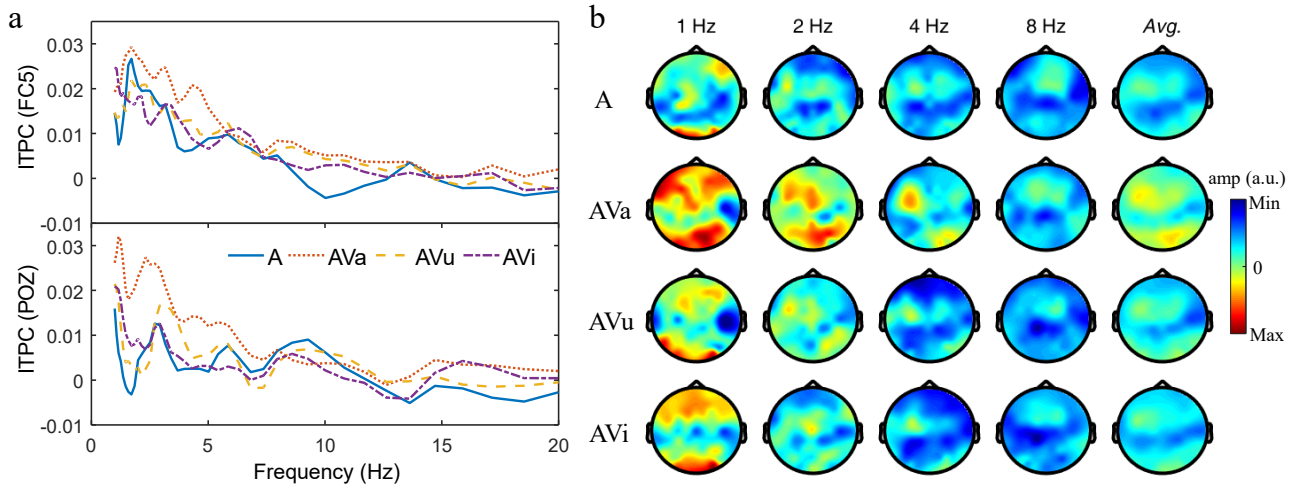 a
ITPC (FC5)
0.03
0.02
0.01
0
-0.01
ITPC (POZ)
0.03
0.02
0.01
0
-0.01
A AVa AVu AVi
0 5 10 15 20
Frequency (Hz)
b
1 Hz 2 Hz 4 Hz 8 Hz Avg.
A
AVa
AVu
AVi
amp (a.u.)
Min
0
Max